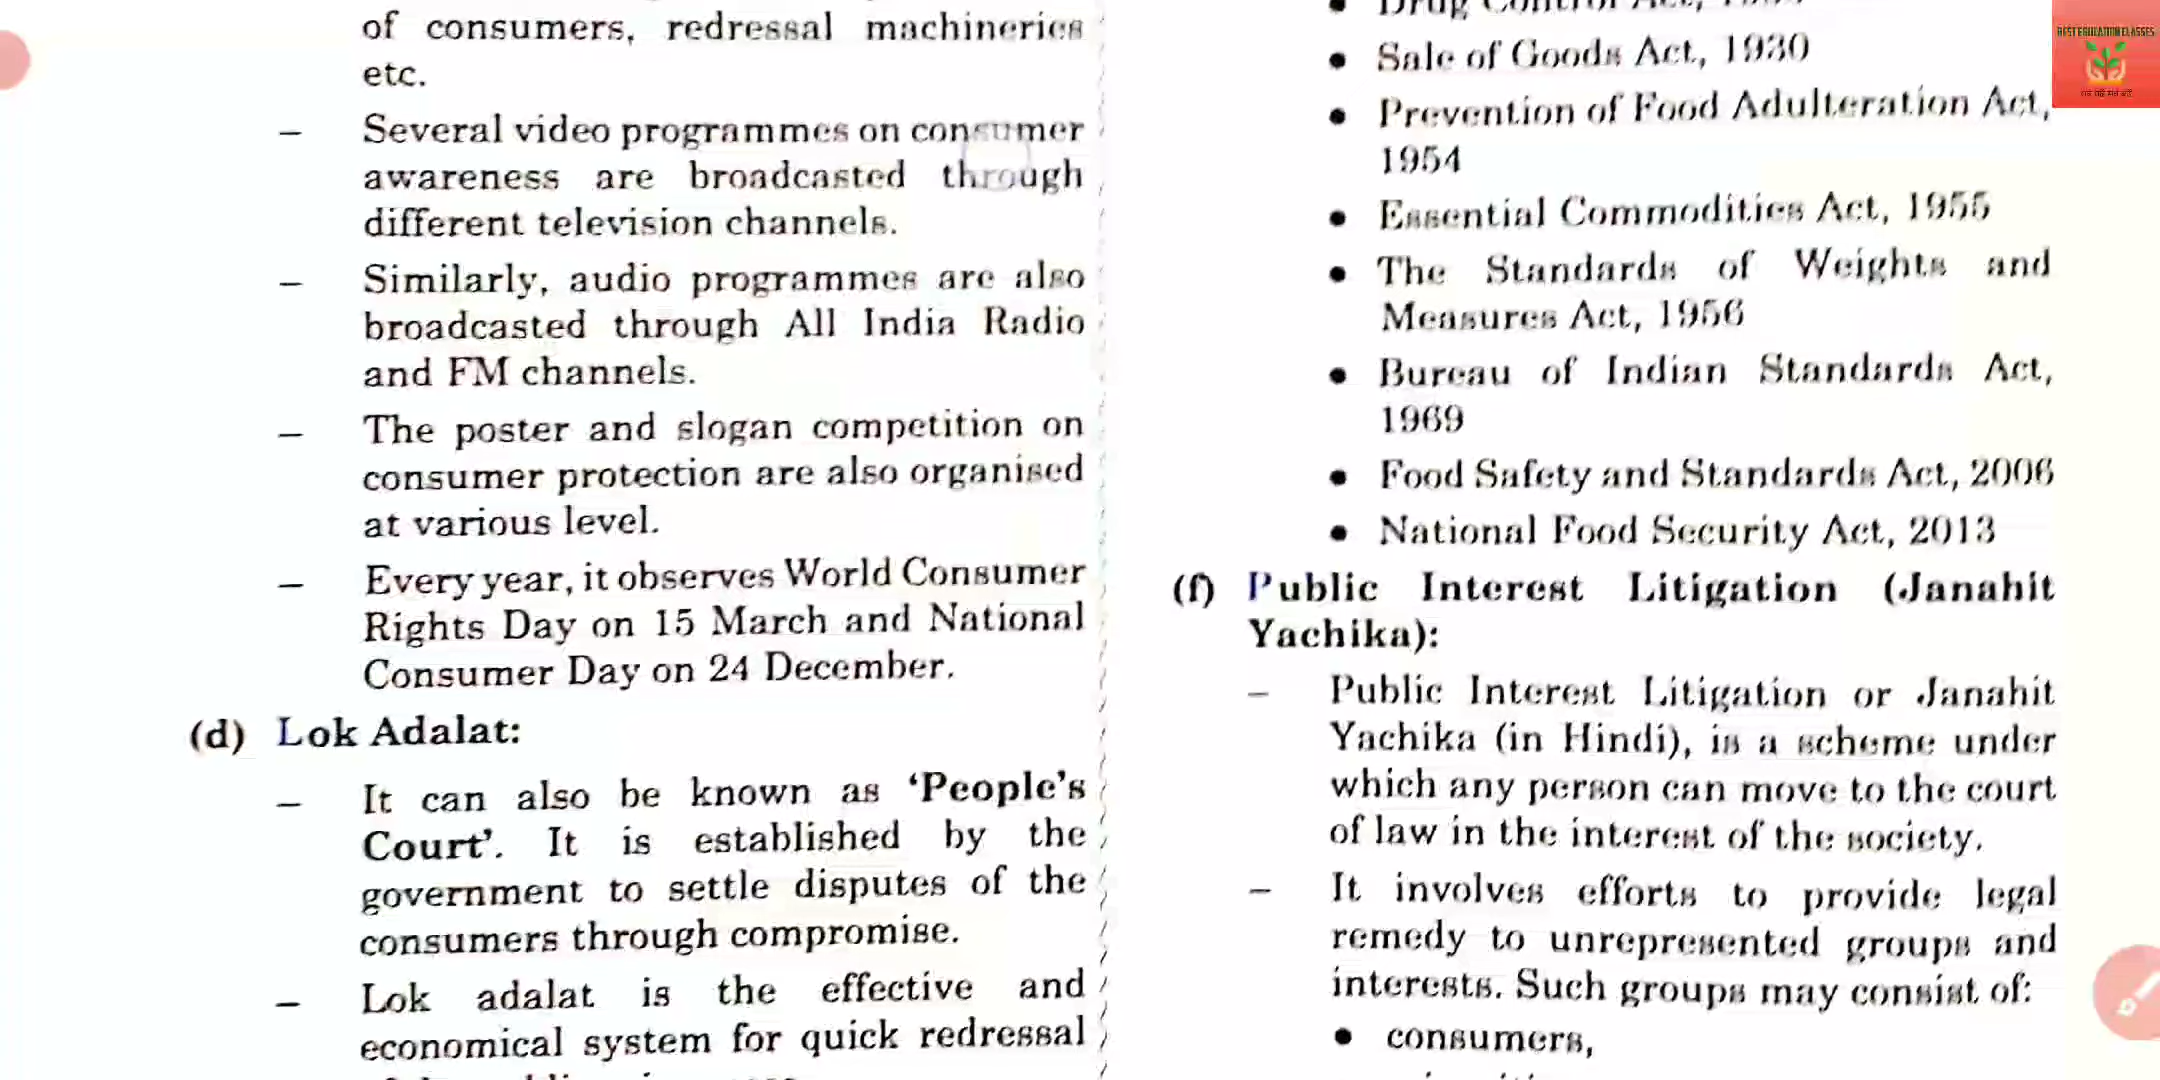 of consumers, redressal machineries
etc.
– Several video programmes on consumer
awareness are broadcasted through
different television channels.
– Similarly, audio programmes are also
broadcasted through All India Radio
and FM channels.
– The poster and slogan competition on
consumer protection are also organised
at various level.
– Every year, it observes World Consumer
Rights Day on 15 March and National
Consumer Day on 24 December.
(d) Lok Adalat:
– It can also be known as ‘People’s
Court’. It is established by the
government to settle disputes of the
consumers through compromise.
– Lok adalat is the effective and
economical system for quick redressal
• Drug Control Act,
• Sale of Goods Act, 1930
• Prevention of Food Adulteration Act,
1954
• Essential Commodities Act, 1955
• The Standards of Weights and
Measures Act, 1956
• Bureau of Indian Standards Act,
1969
• Food Safety and Standards Act, 2006
• National Food Security Act, 2013
(f) Public Interest Litigation (Janahit
Yachika):
– Public Interest Litigation or Janahit
Yachika (in Hindi), is a scheme under
which any person can move to the court
of law in the interest of the society.
– It involves efforts to provide legal
remedy to unrepresented groups and
interests. Such groups may consist of:
• consumers,
BEST EDUCATION CLASSES